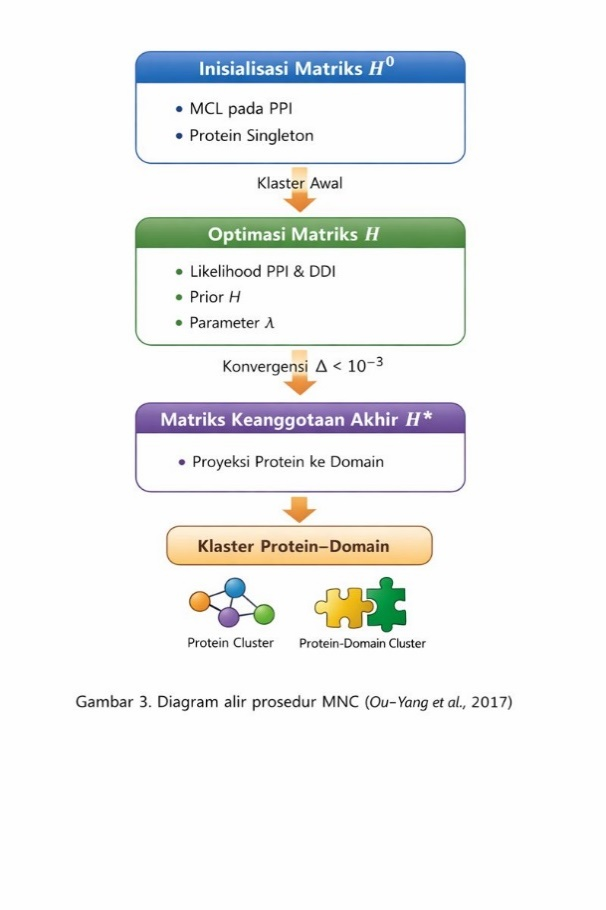 Inisialisasi Matriks H⁰
• MCL pada PPI
• Protein Singleton
Klaster Awal
Optimasi Matriks H
• Likelihood PPI & DDI
• Prior H
• Parameter λ
Konvergensi Δ < 10⁻³
Matriks Keanggotaan Akhir H*
• Proyeksi Protein ke Domain
Klaster Protein–Domain
Protein Cluster
Protein-Domain Cluster
Gambar 3. Diagram alir prosedur MNC (Ou-Yang et al., 2017)